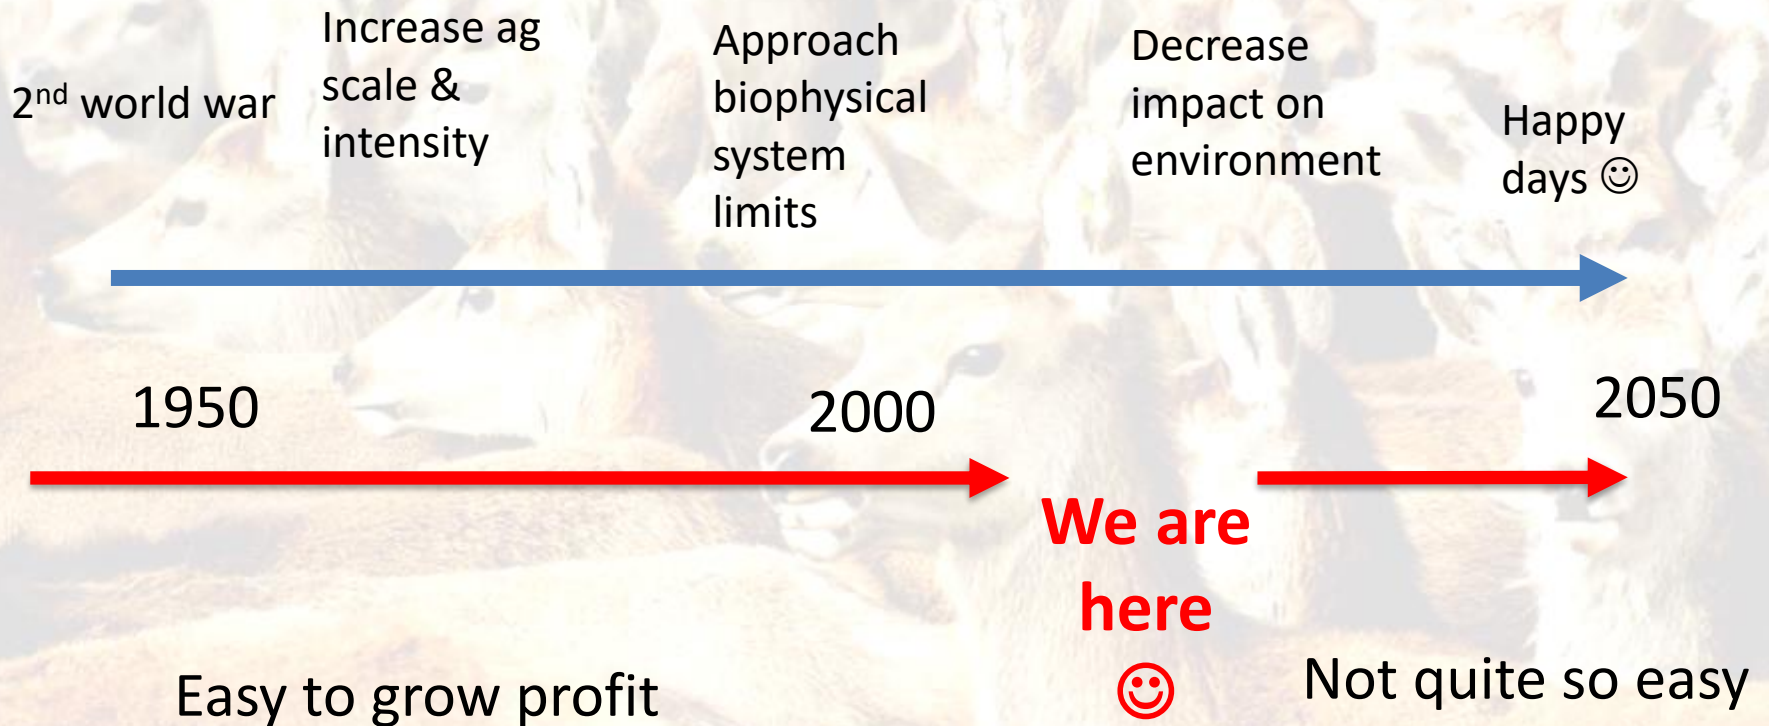 2nd world war
Increase ag
scale &
intensity
Approach
biophysical
system
limits
Decrease
impact on
environment
Happy
days ☺
1950
2000
2050
We are
here
☺
Easy to grow profit
Not quite so easy